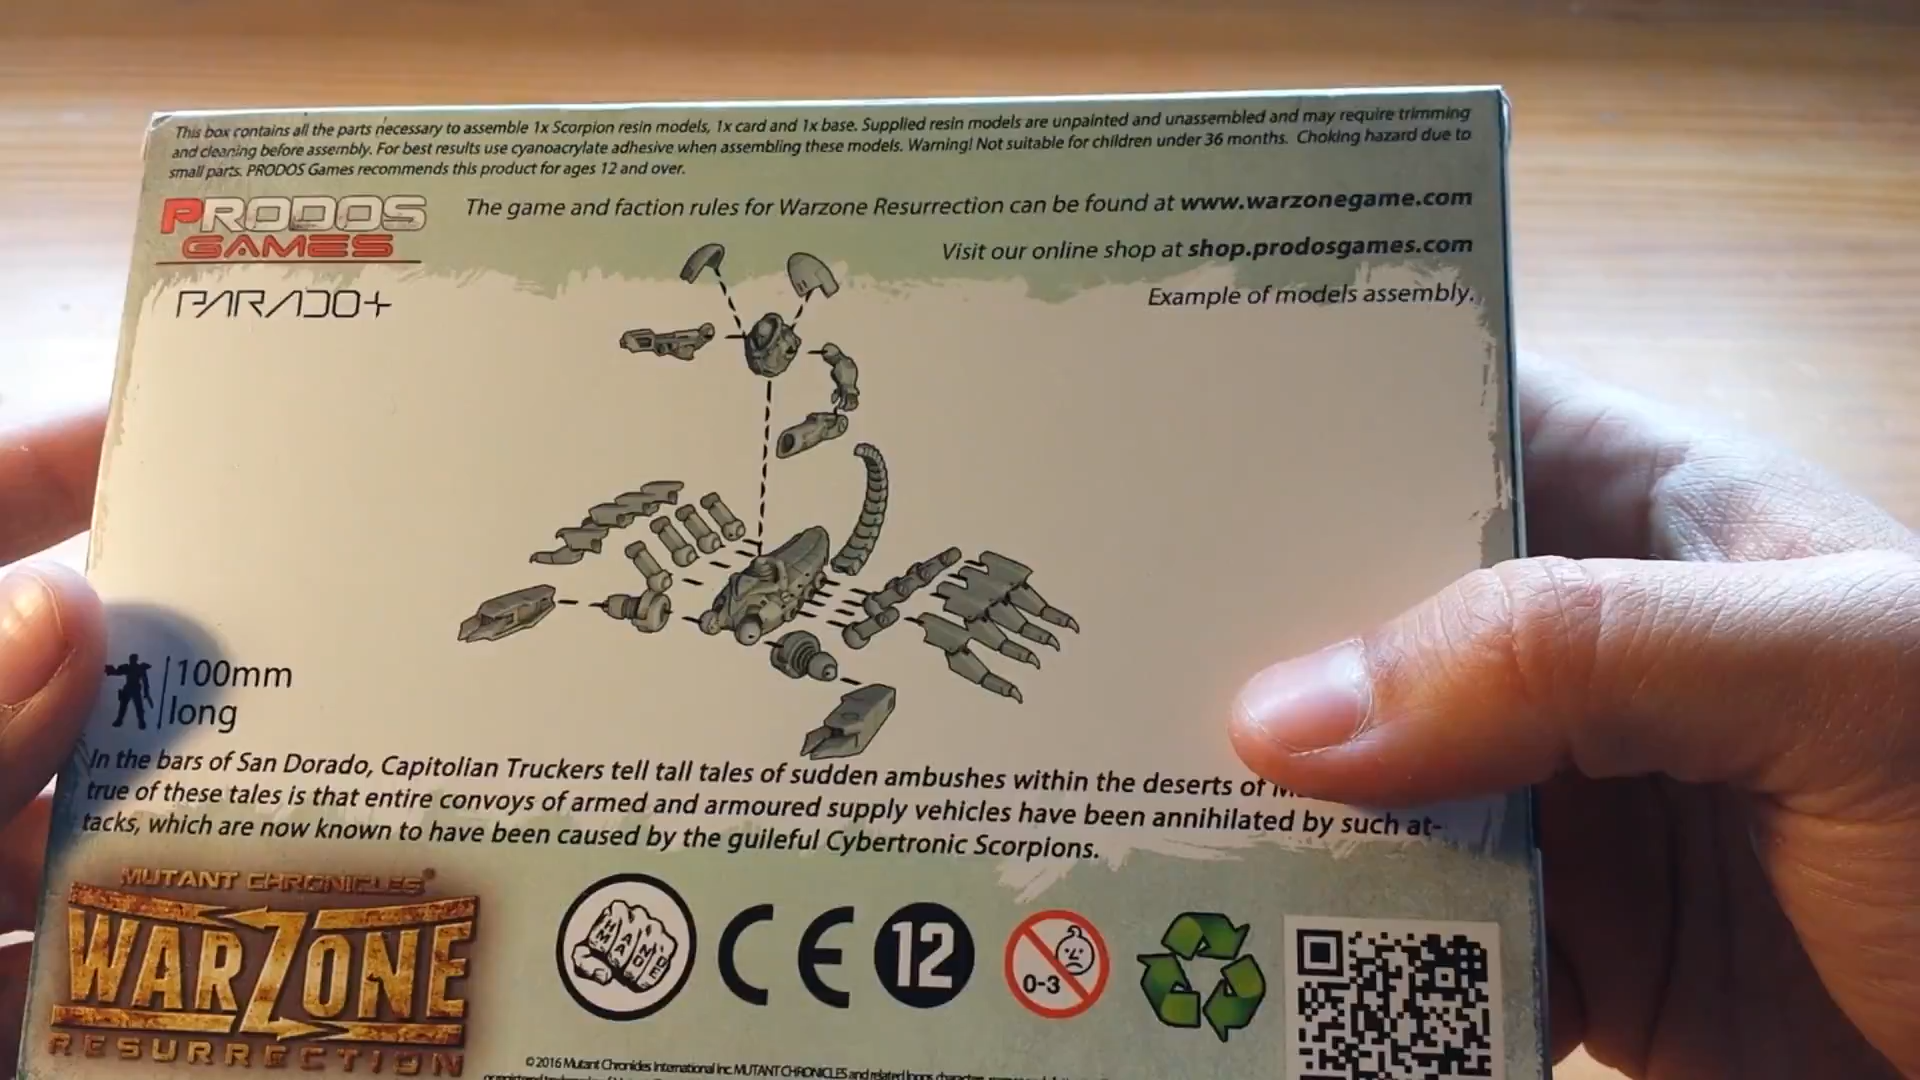 This box contains all the parts necessary to assemble 1x Scorpion resin models, 1x card and 1x base. Supplied resin models are unpainted and unassembled and may require trimming
and cleaning before assembly. For best results use cyanoacrylate adhesive when assembling these models. Warning! Not suitable for children under 36 months. Choking hazard due to
small parts. PRODOS Games recommends this product for ages 12 and over.
PRODOS
GAMES
The game and faction rules for Warzone Resurrection can be found at www.warzonegame.com
Visit our online shop at shop.prodosgames.com
Example of models assembly.
100mm
long
In the bars of San Dorado, Capitolian Truckers tell tall tales of sudden ambushes within the deserts of
true of these tales is that entire convoys of armed and armoured supply vehicles have been annihilated by such at-
tacks, which are now known to have been caused by the guileful Cybertronic Scorpions.
MUTANT CHRONICLES®
WARZONE
RESURRECTION
HAND
MADE
CE
12
0-3
© 2016 Mutant Chronicles International Inc. MUTANT CHRONICLES and related logos, characters,